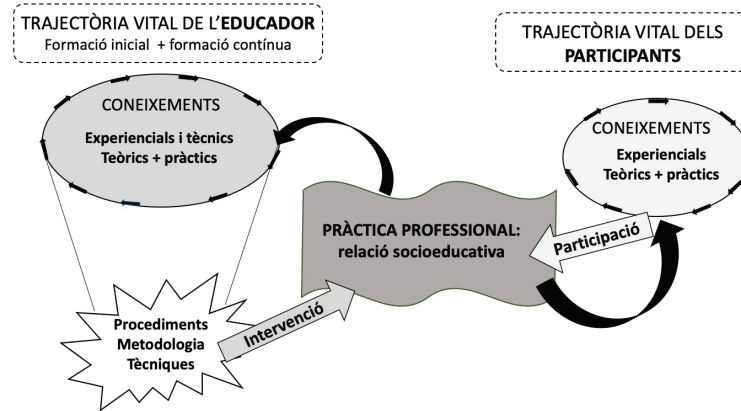 TRAJECTÒRIA VITAL DE L’EDUCADOR
Formació inicial + formació contínua
TRAJECTÒRIA VITAL DELS
PARTICIPANTS
CONEIXEMENTS
Experiencials i tècnics
Teòrics + pràctics
CONEIXEMENTS
Experiencials
Teòrics + pràctics
PRÀCTICA PROFESSIONAL:
relació socioeducativa
Participació
Procediments
Metodologia
Tècniques
Intervenció